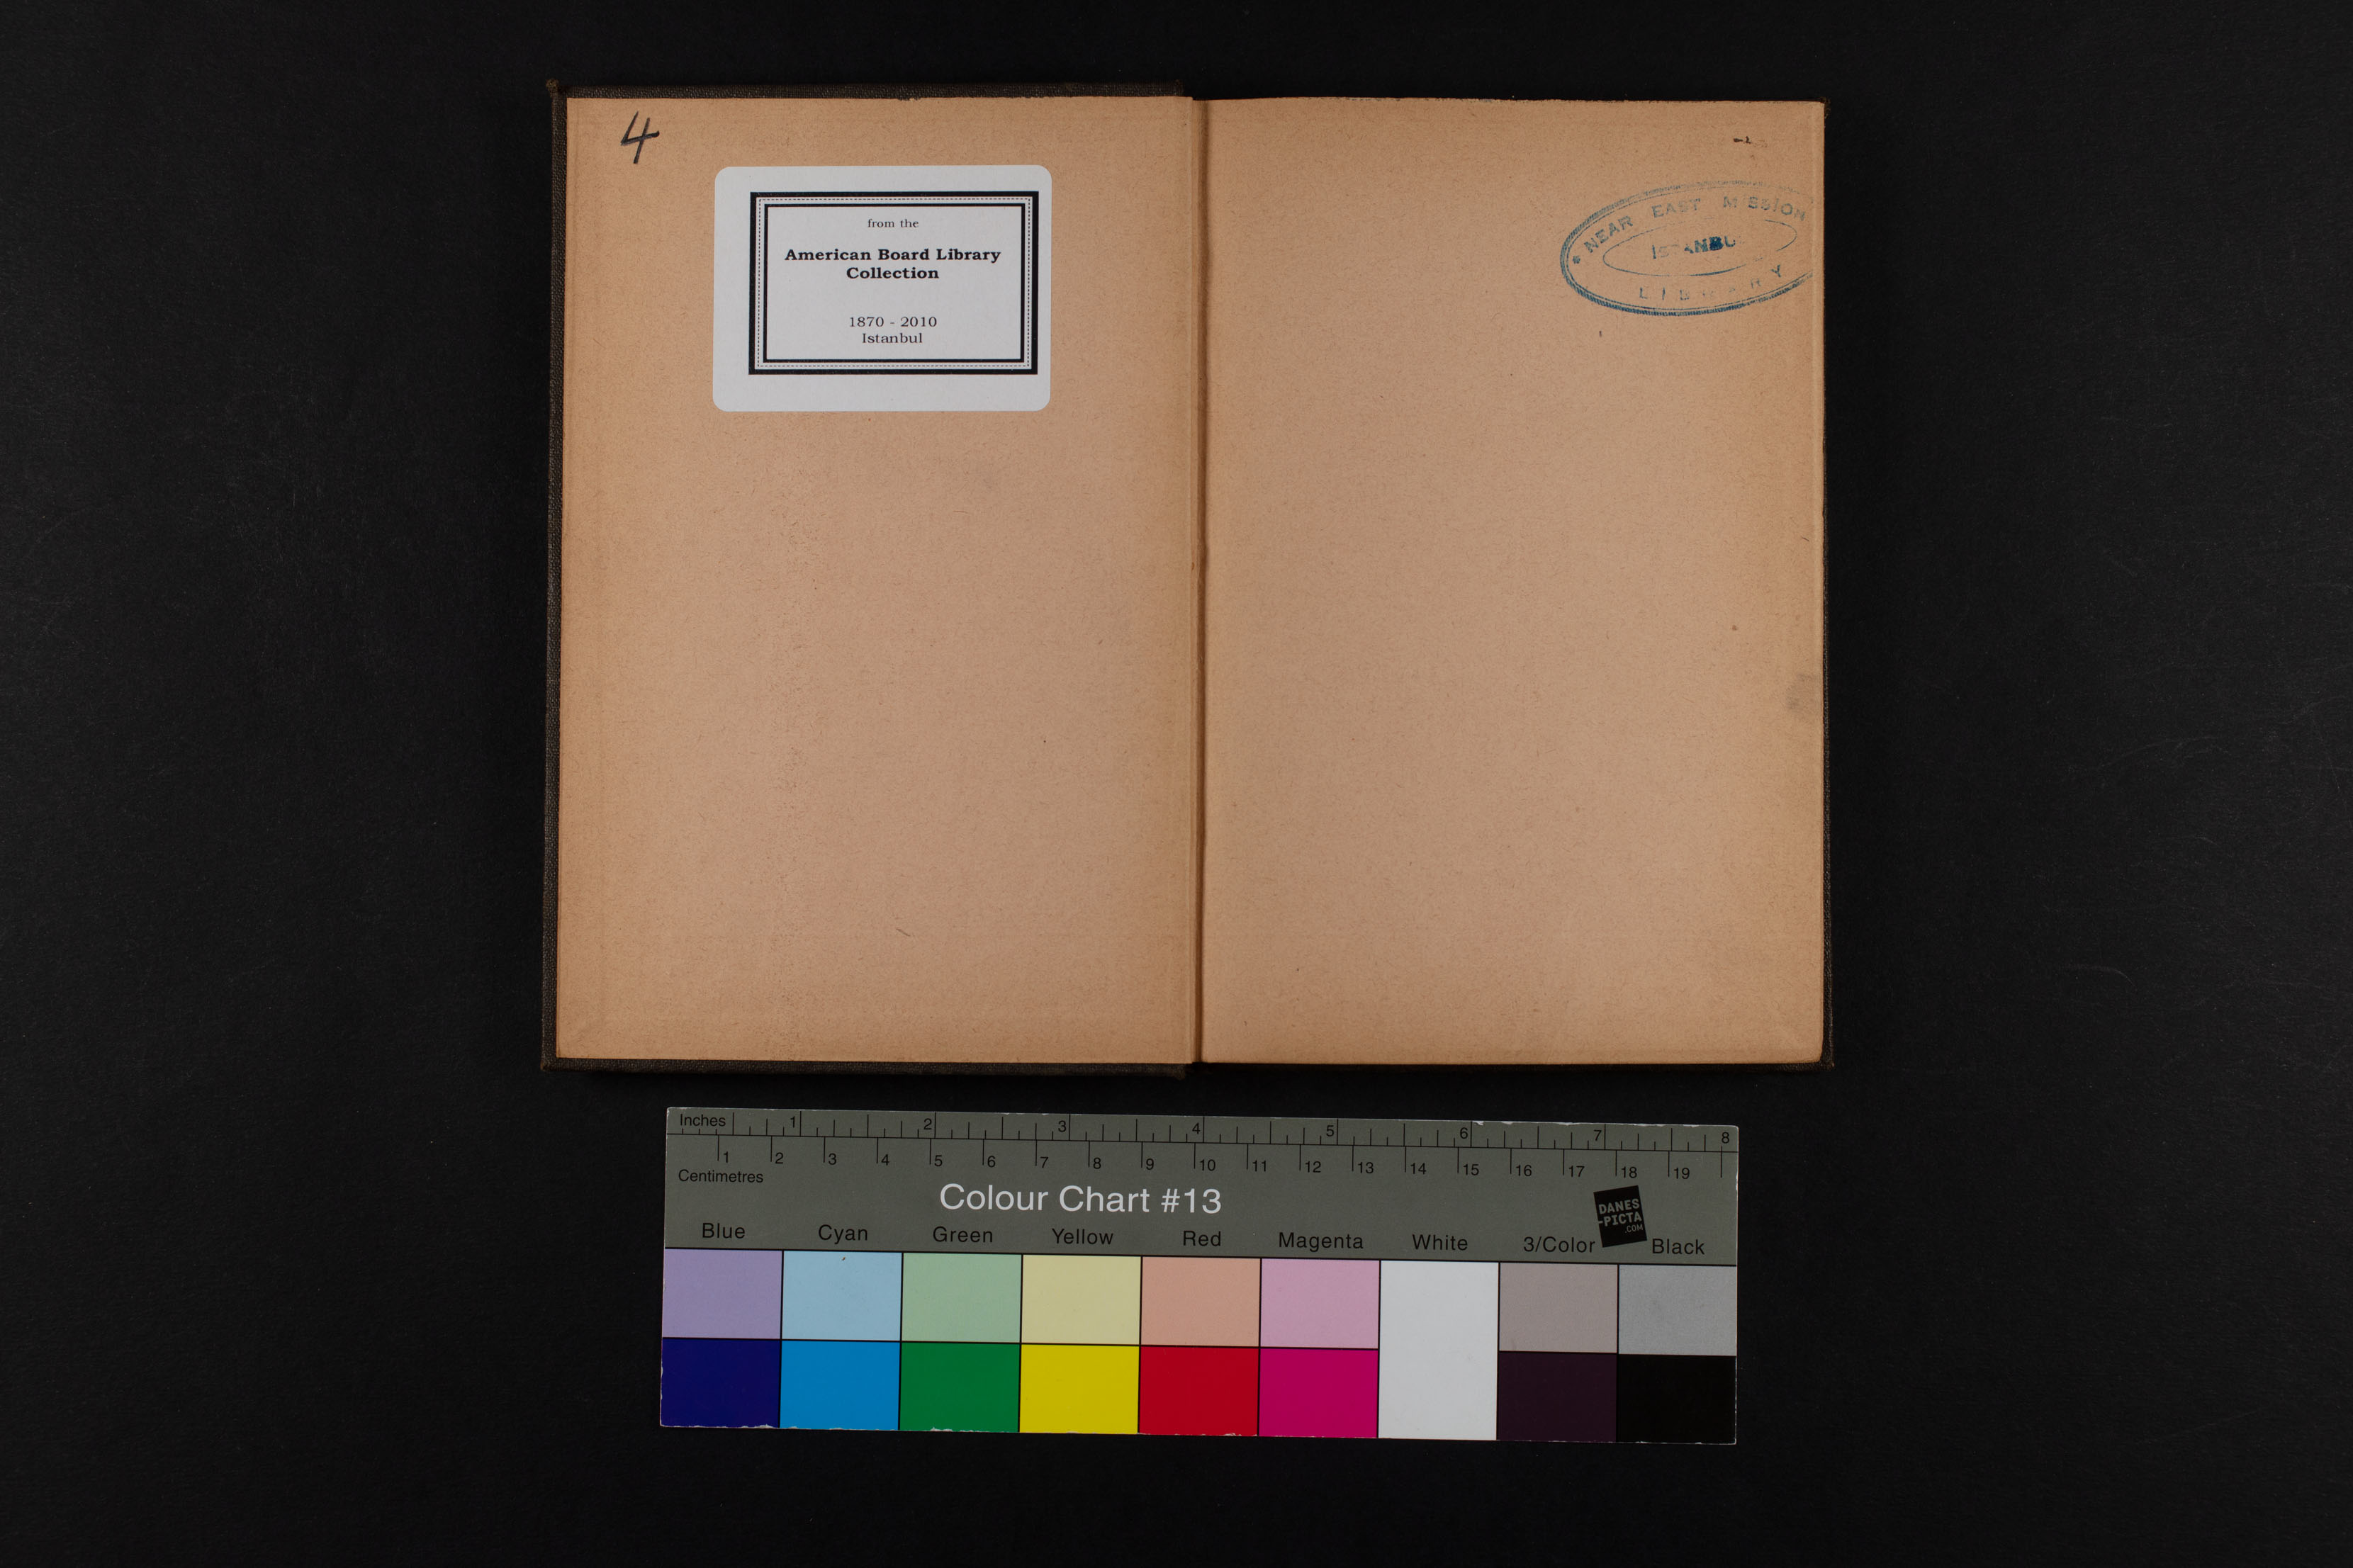 4
from the
American Board Library
Collection
1870 - 2010
Istanbul
NEAR EAST MISSION
ISTANBUL
LIBRARY
Inches 1 2 3 4 5 6 7 8
1 2 3 4 5 6 7 8 9 10 11 12 13 14 15 16 17 18 19
Centimetres
Colour Chart #13
DANES
-PICTA
.COM
Blue Cyan Green Yellow Red Magenta White 3/Color Black